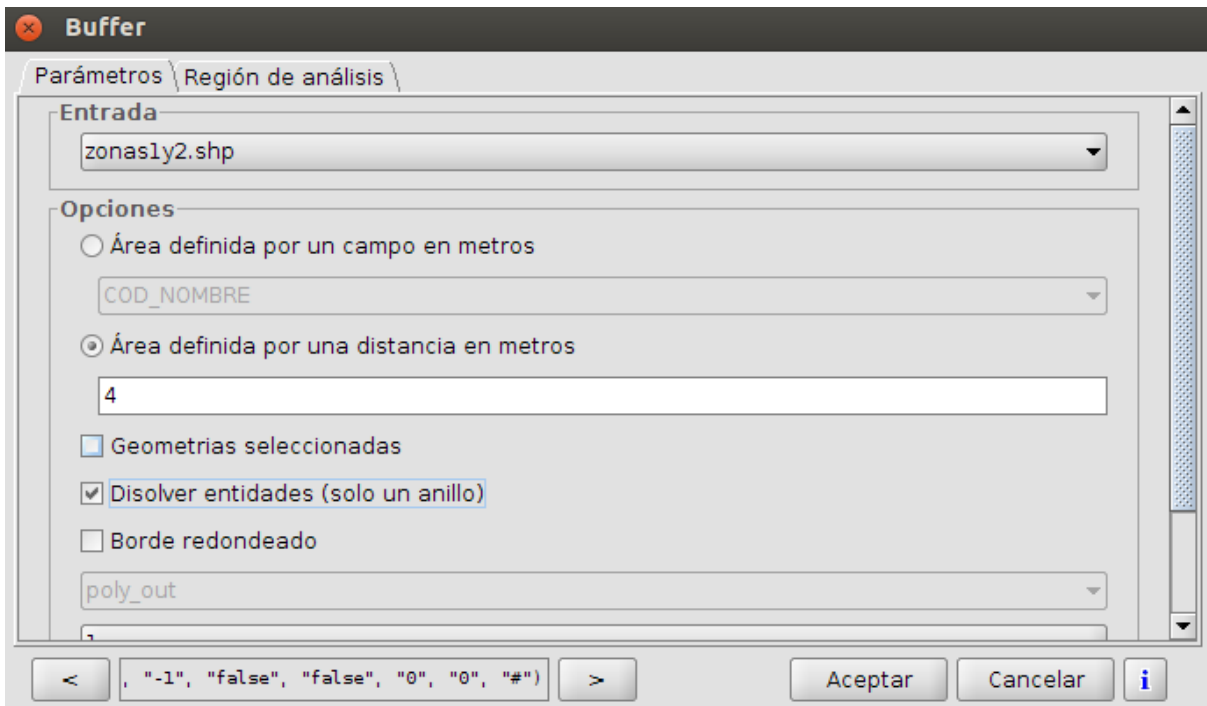 Buffer
Parámetros
Región de análisis
Entrada
zonas1y2.shp
Opciones
Área definida por un campo en metros
COD_NOMBRE
Área definida por una distancia en metros
4
Geometrias seleccionadas
Disolver entidades (solo un anillo)
Borde redondeado
poly_out
< , "-1", "false", "false", "0", "0", "#") > Aceptar Cancelar i